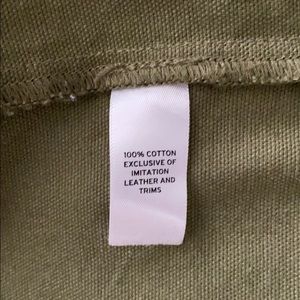 100% COTTON
EXCLUSIVE OF
IMITATION
LEATHER AND
TRIMS